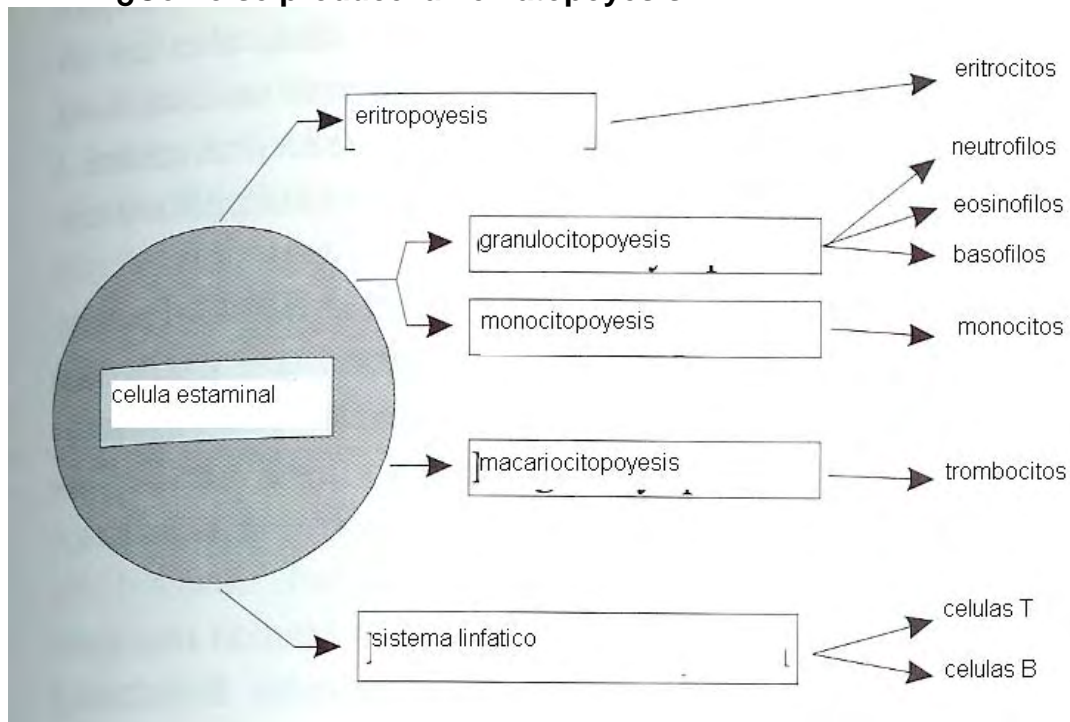 eritropoyesis
eritrocitos
neutrofilos
granulocitopoyesis
eosinofilos
basofilos
monocitopoyesis
monocitos
celula estaminal
macariocitopoyesis
trombocitos
sistema linfatico
celulas T
celulas B